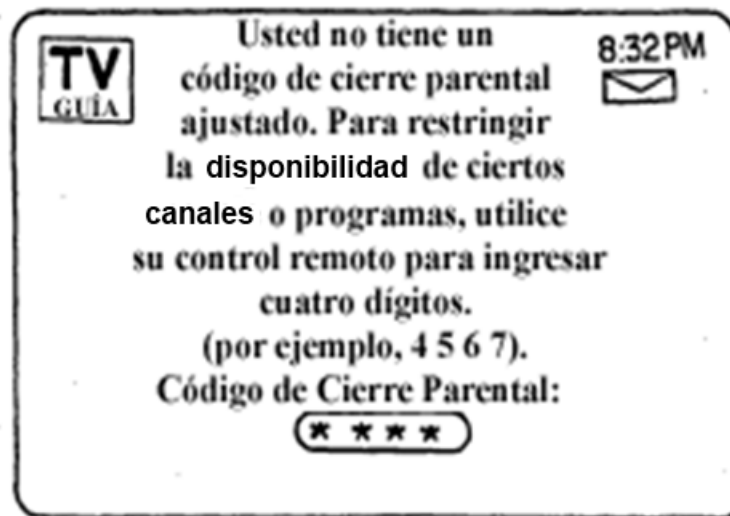 TV
GUÍA
8:32 PM
Usted no tiene un
código de cierre parental
ajustado. Para restringir
la disponibilidad de ciertos
canales o programas, utilice
su control remoto para ingresar
cuatro dígitos.
(por ejemplo, 4 5 6 7).
Código de Cierre Parental:
* * * *